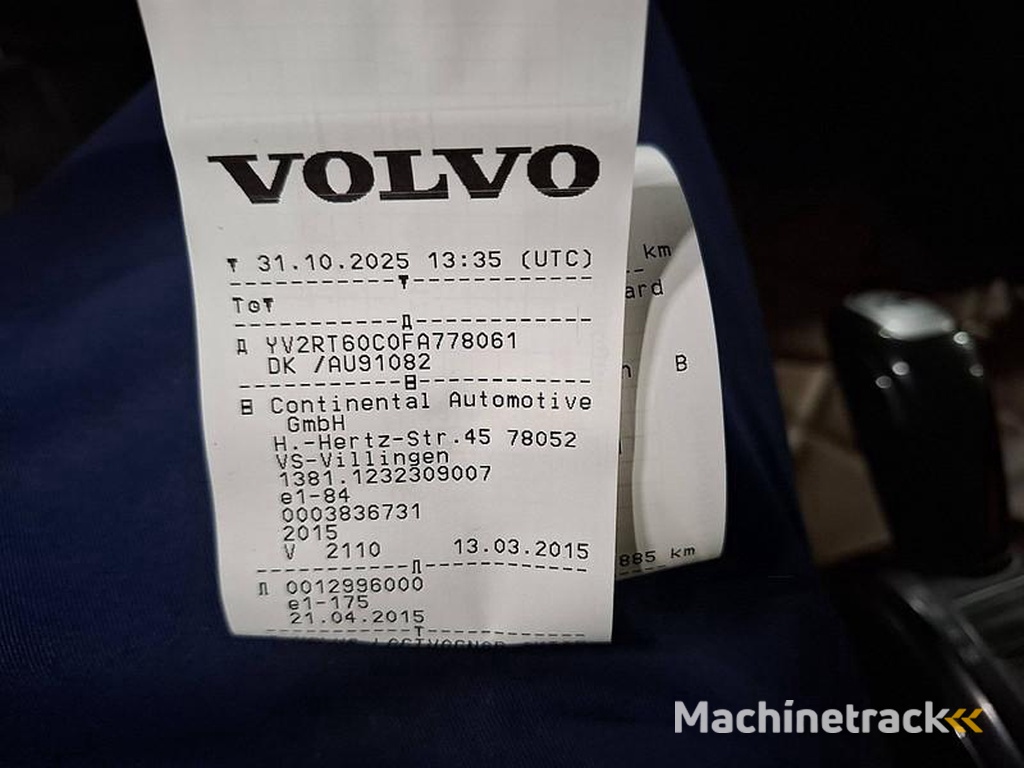 VOLVO
31.10.2025 13:35 (UTC)
T
YV2RT60C0FA778061
DK /AU91082
Continental Automotive
GmbH
H.-Hertz-Str.45 78052
VS-Villingen
1381.1232309007
e1-84
0003836731
2015
V 2110 13.03.2015
0012996000
e1-175
21.04.2015
km
ard
B
885 km
Machinetrack